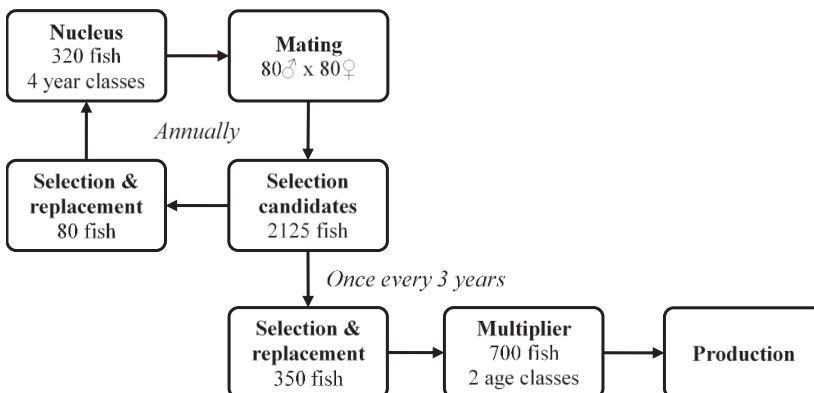 Nucleus
320 fish
4 year classes
Mating
80♂ x 80♀
Annually
Selection &
replacement
80 fish
Selection
candidates
2125 fish
Once every 3 years
Selection &
replacement
350 fish
Multiplier
700 fish
2 age classes
Production